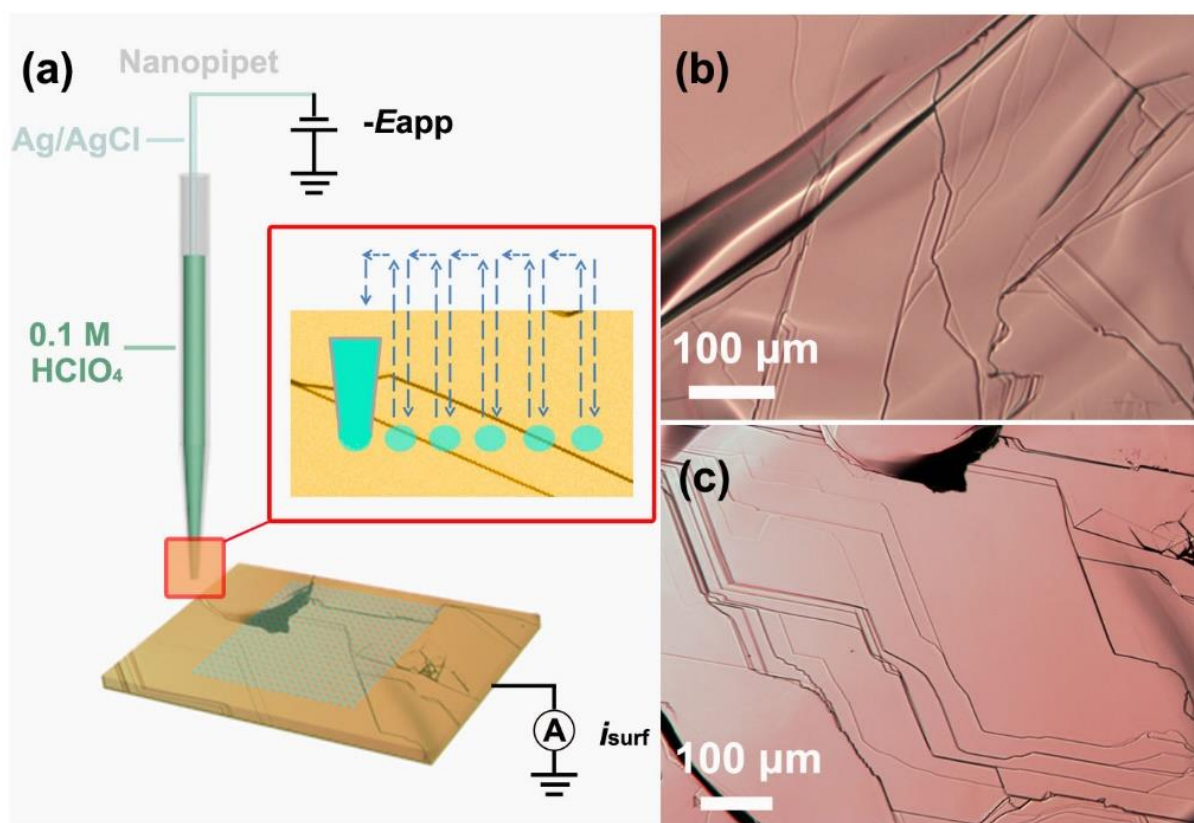 (a)
Nanopipet
Ag/AgCl
-Eapp
0.1 M
HClO₄
A
isurf
(b)
100 µm
(c)
100 µm